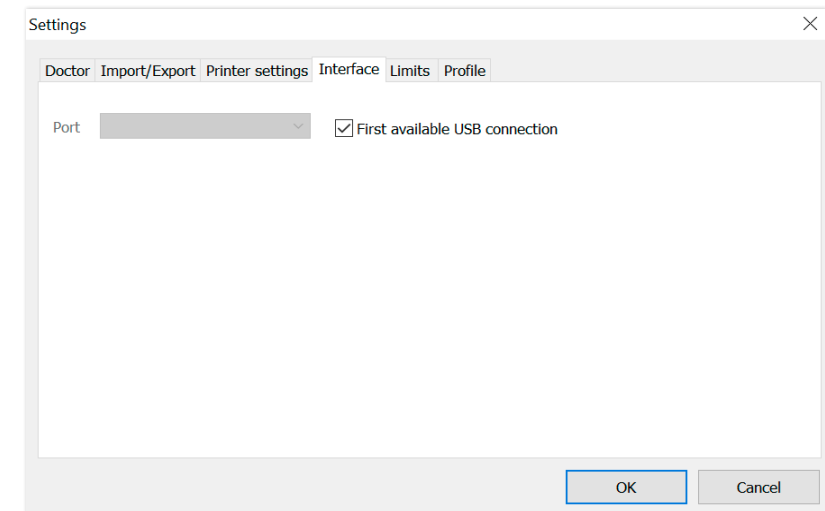 Settings
Doctor Import/Export Printer settings Interface Limits Profile
Port First available USB connection
OK Cancel